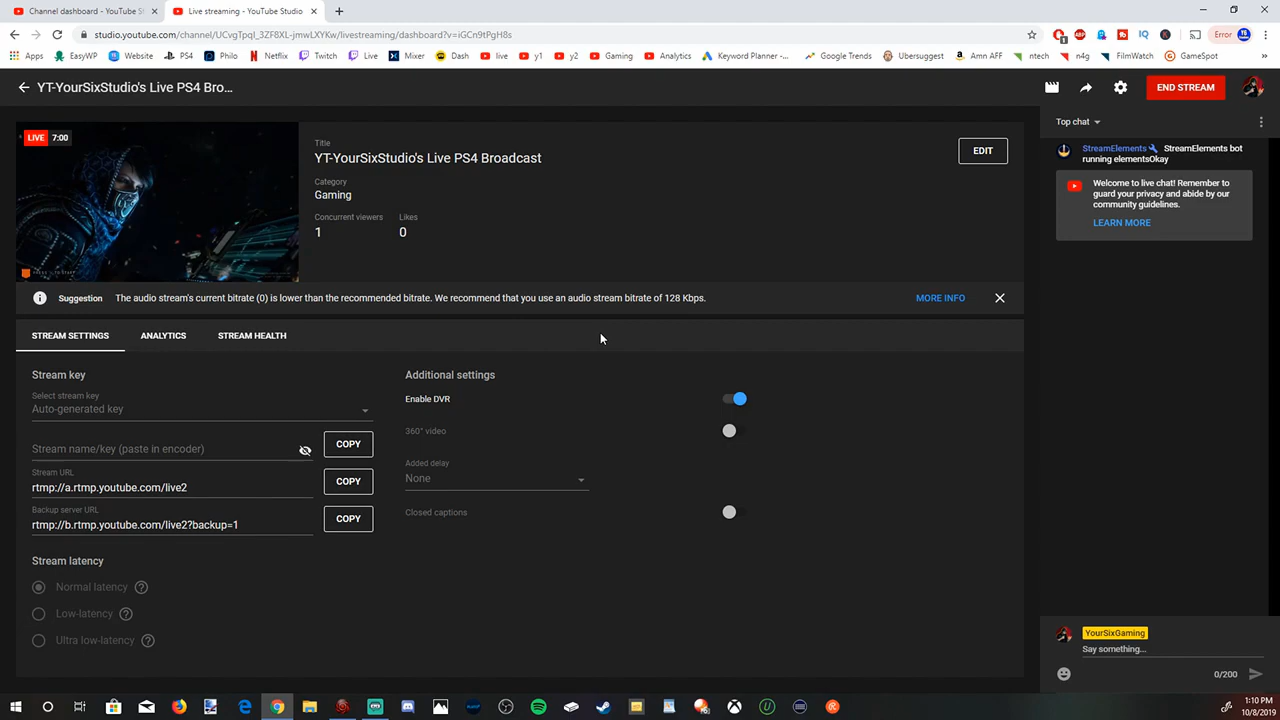 Channel dashboard - YouTube S
Live streaming - YouTube Studio
studio.youtube.com/channel/UCvgTpqI_3ZF8XL-jmwLXYKw/livestreaming/dashboard?v=iGCn9tPgH8s
Error
Apps EasyWP Website PS4 Philo Netflix Twitch Live Mixer Dash live y1 y2 Gaming Analytics Keyword Planner -... Google Trends Ubersuggest Amn AFF ntech n4g FilmWatch GameSpot
YT-YourSixStudio's Live PS4 Bro...
END STREAM
LIVE 7:00
Title
YT-YourSixStudio's Live PS4 Broadcast
EDIT
Category
Gaming
Concurrent viewers Likes
1 0
Suggestion The audio stream's current bitrate (0) is lower than the recommended bitrate. We recommend that you use an audio stream bitrate of 128 Kbps. MORE INFO
STREAM SETTINGS ANALYTICS STREAM HEALTH
Stream key
Select stream key
Auto-generated key
Stream name/key (paste in encoder) COPY
Stream URL
rtmp://a.rtmp.youtube.com/live2 COPY
Backup server URL
rtmp://b.rtmp.youtube.com/live2?backup=1 COPY
Stream latency
Normal latency
Low-latency
Ultra low-latency
Additional settings
Enable DVR
360° video
Added delay
None
Closed captions
Top chat
StreamElements StreamElements bot
running elementsOkay
Welcome to live chat! Remember to
guard your privacy and abide by our
community guidelines.
LEARN MORE
YourSixGaming
Say something...
0/200
1:10 PM
10/8/2019